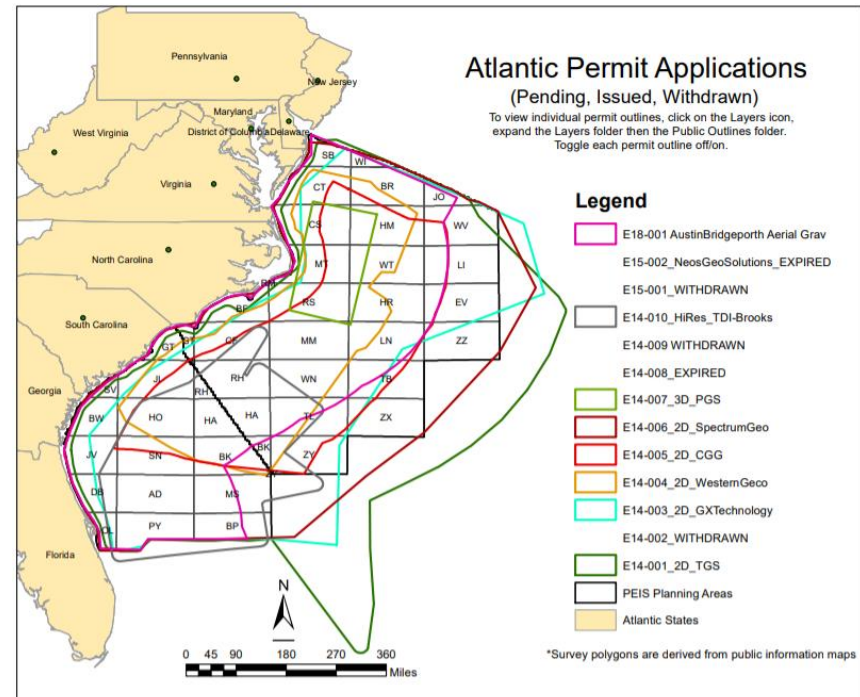 Atlantic Permit Applications
(Pending, Issued, Withdrawn)
To view individual permit outlines, click on the Layers icon,
expand the Layers folder then the Public Outlines folder.
Toggle each permit outline off/on.
Pennsylvania
New Jersey
Maryland
District of Columbia
Delaware
West Virginia
Virginia
North Carolina
South Carolina
Georgia
Florida
SB
WI
CT
BR
JO
CS
HM
WV
MT
WT
LI
RM
RS
HR
EV
BF
GT
CF
MM
LN
ZZ
SV
JI
RH
RH
WN
TB
BW
HO
HA
HA
TL
ZX
JV
SN
BK
BK
ZY
DB
AD
MS
OL
PY
BP
N
0 45 90 180 270 360
Miles
Legend
E18-001 AustinBridgeporth Aerial Grav
E15-002_NeosGeoSolutions_EXPIRED
E15-001_WITHDRAWN
E14-010_HiRes_TDI-Brooks
E14-009 WITHDRAWN
E14-008_EXPIRED
E14-007_3D_PGS
E14-006_2D_SpectrumGeo
E14-005_2D_CGG
E14-004_2D_WesternGeco
E14-003_2D_GXTechnology
E14-002_WITHDRAWN
E14-001_2D_TGS
PEIS Planning Areas
Atlantic States
*Survey polygons are derived from public information maps